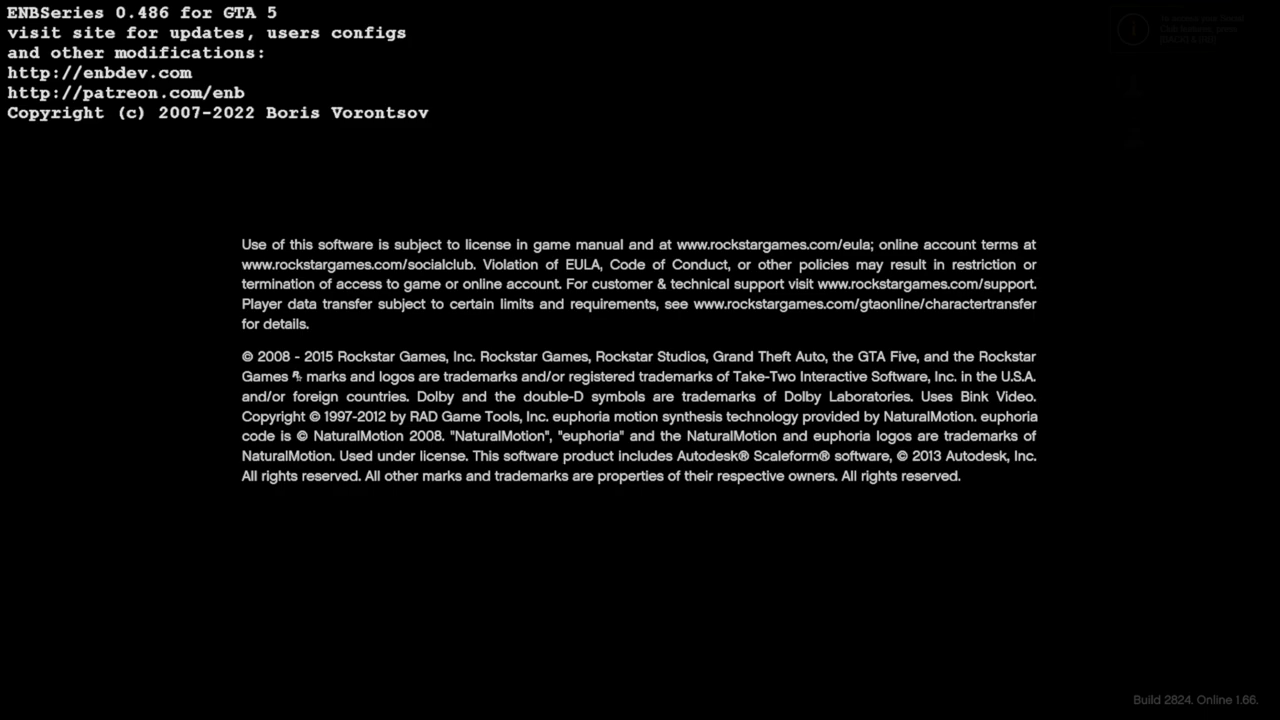 ENBSeries 0.486 for GTA 5
visit site for updates, users configs
and other modifications:
http://enbdev.com
http://patreon.com/enb
Copyright (c) 2007-2022 Boris Vorontsov
Use of this software is subject to license in game manual and at www.rockstargames.com/eula; online account terms at
www.rockstargames.com/socialclub. Violation of EULA, Code of Conduct, or other policies may result in restriction or
termination of access to game or online account. For customer & technical support visit www.rockstargames.com/support.
Player data transfer subject to certain limits and requirements, see www.rockstargames.com/gtaonline/charactertransfer
for details.
© 2008 - 2015 Rockstar Games, Inc. Rockstar Games, Rockstar Studios, Grand Theft Auto, the GTA Five, and the Rockstar
Games R* marks and logos are trademarks and/or registered trademarks of Take-Two Interactive Software, Inc. in the U.S.A.
and/or foreign countries. Dolby and the double-D symbols are trademarks of Dolby Laboratories. Uses Bink Video.
Copyright © 1997-2012 by RAD Game Tools, Inc. euphoria motion synthesis technology provided by NaturalMotion. euphoria
code is © NaturalMotion 2008. "NaturalMotion", "euphoria" and the NaturalMotion and euphoria logos are trademarks of
NaturalMotion. Used under license. This software product includes Autodesk® Scaleform® software, © 2013 Autodesk, Inc.
All rights reserved. All other marks and trademarks are properties of their respective owners. All rights reserved.
Build 2824. Online 1.66.